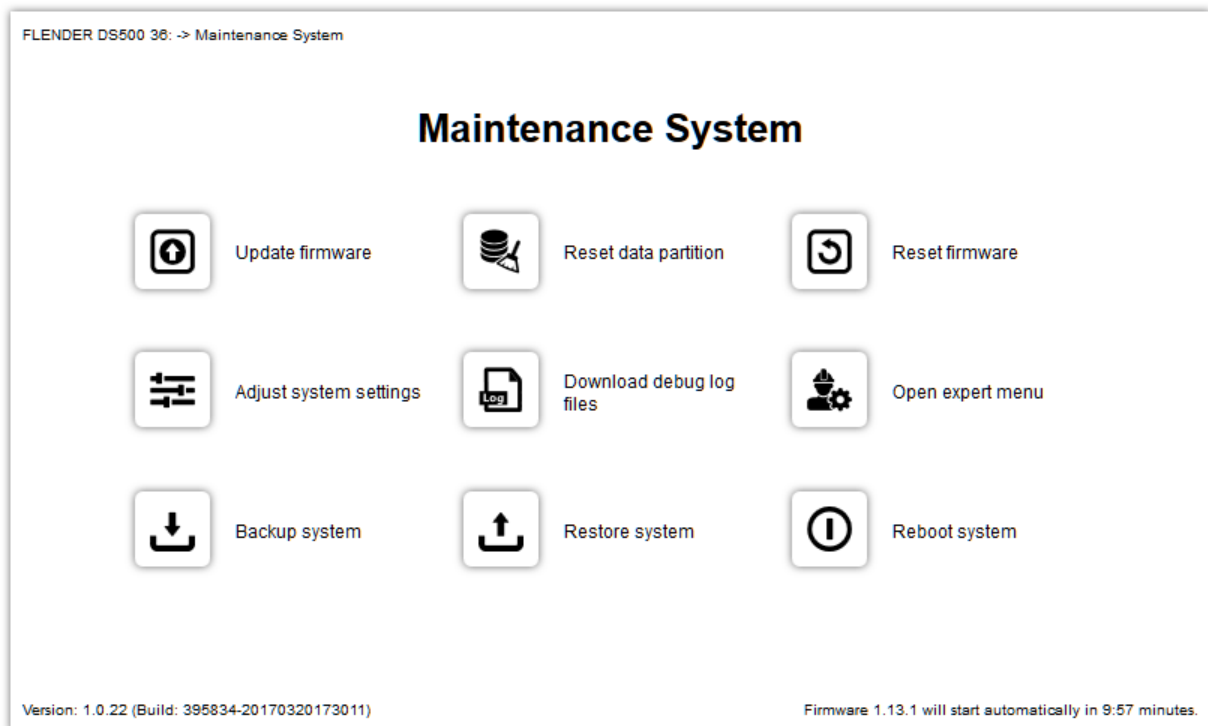 FLENDER DS500 36: -> Maintenance System
Maintenance System
Update firmware
Reset data partition
Reset firmware
Adjust system settings
Download debug log
files
Open expert menu
Log
Backup system
Restore system
Reboot system
Version: 1.0.22 (Build: 395834-20170320173011)
Firmware 1.13.1 will start automatically in 9:57 minutes.